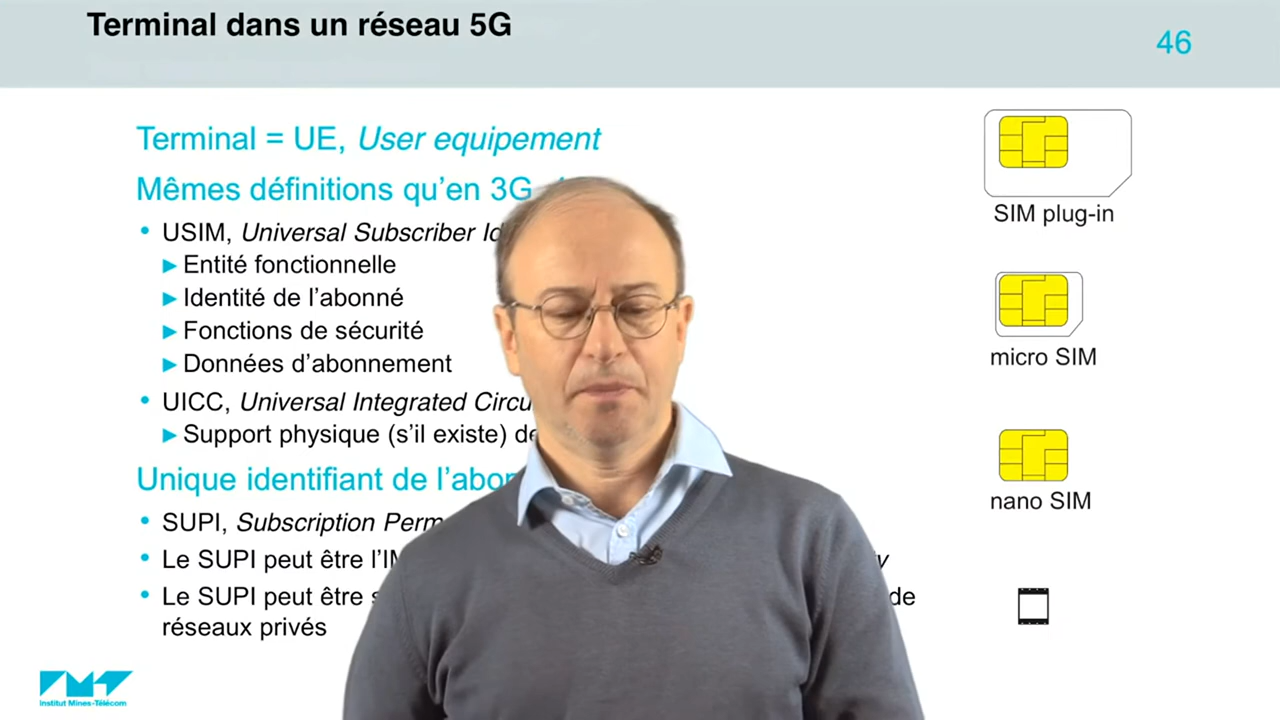 Terminal dans un réseau 5G
46
Terminal = UE, User equipement
Mêmes définitions qu'en 3G
USIM, Universal Subscriber
Entité fonctionnelle
Identité de l'abonné
Fonctions de sécurité
Données d'abonnement
UICC, Universal Integrated
Support physique (s'il existe)
Unique identifiant de
SUPI, Subscription
Le SUPI peut être
Le SUPI peut être de
réseaux privés
SIM plug-in
micro SIM
nano SIM
Institut Mines-Télécom